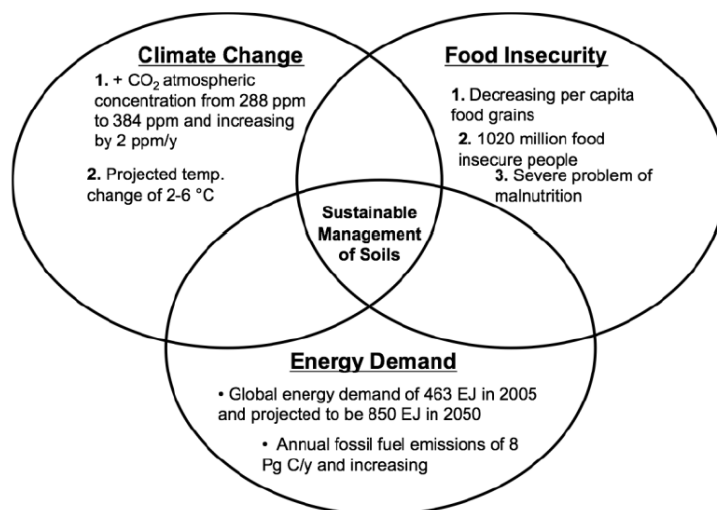 Climate Change
1. + CO₂ atmospheric
concentration from 288 ppm
to 384 ppm and increasing
by 2 ppm/y
2. Projected temp.
change of 2-6 °C
Food Insecurity
1. Decreasing per capita
food grains
2. 1020 million food
insecure people
3. Severe problem of
malnutrition
Sustainable
Management
of Soils
Energy Demand
• Global energy demand of 463 EJ in 2005
and projected to be 850 EJ in 2050
• Annual fossil fuel emissions of 8
Pg C/y and increasing